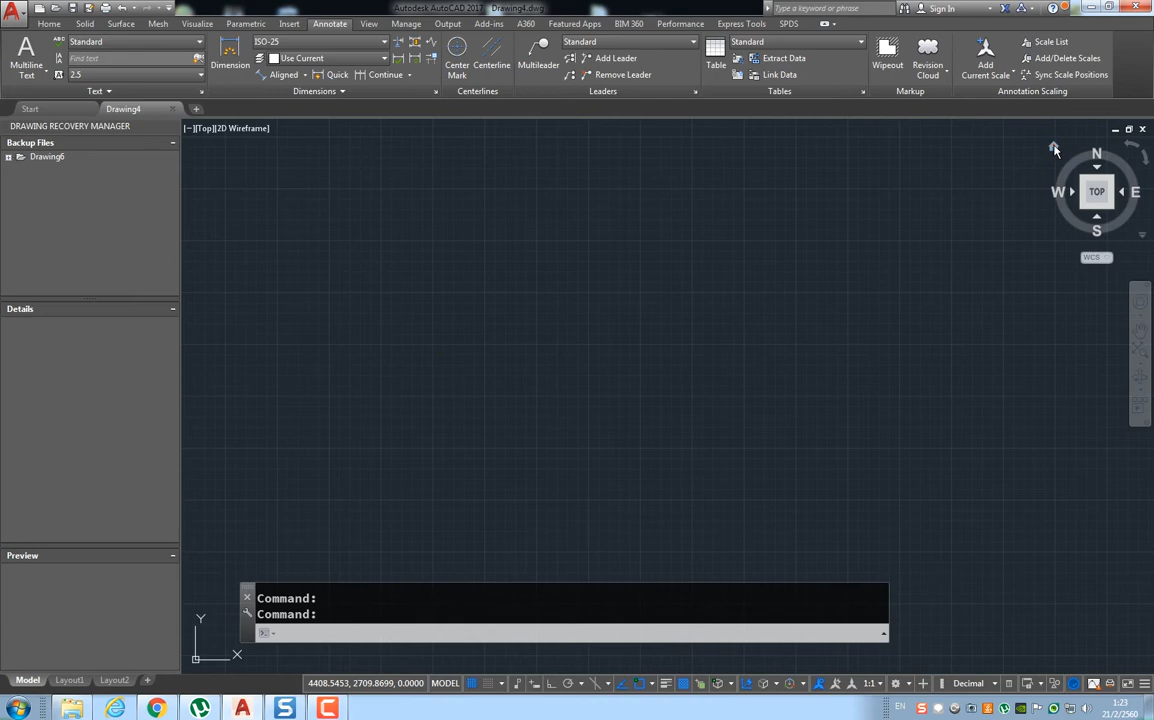 Autodesk AutoCAD 2017 Drawing4.dwg
Type a keyword or phrase
Sign In
Home Solid Surface Mesh Visualize Parametric Insert Annotate View Manage Output Add-ins A360 Featured Apps BIM 360 Performance Express Tools SPDS
A
Multiline
Text
ABC
Standard
Find text
A
2.5
Text
Dimension
ISO-25
Use Current
Aligned
Quick
Continue
Dimensions
Center
Mark
Centerline
Centerlines
Multileader
Standard
Add Leader
Remove Leader
Leaders
Table
Standard
Extract Data
Link Data
Tables
Wipeout
Revision
Cloud
Markup
Add
Current Scale
Scale List
Add/Delete Scales
Sync Scale Positions
Annotation Scaling
Start
Drawing4
DRAWING RECOVERY MANAGER
Backup Files
Drawing6
Details
Preview
[−][Top][2D Wireframe]
N
W
TOP
E
S
WCS
Command:
Command:
Y
X
Model Layout1 Layout2
4408.5453, 2709.8699, 0.0000 MODEL
1:1
Decimal
EN
1:23
21/2/2560